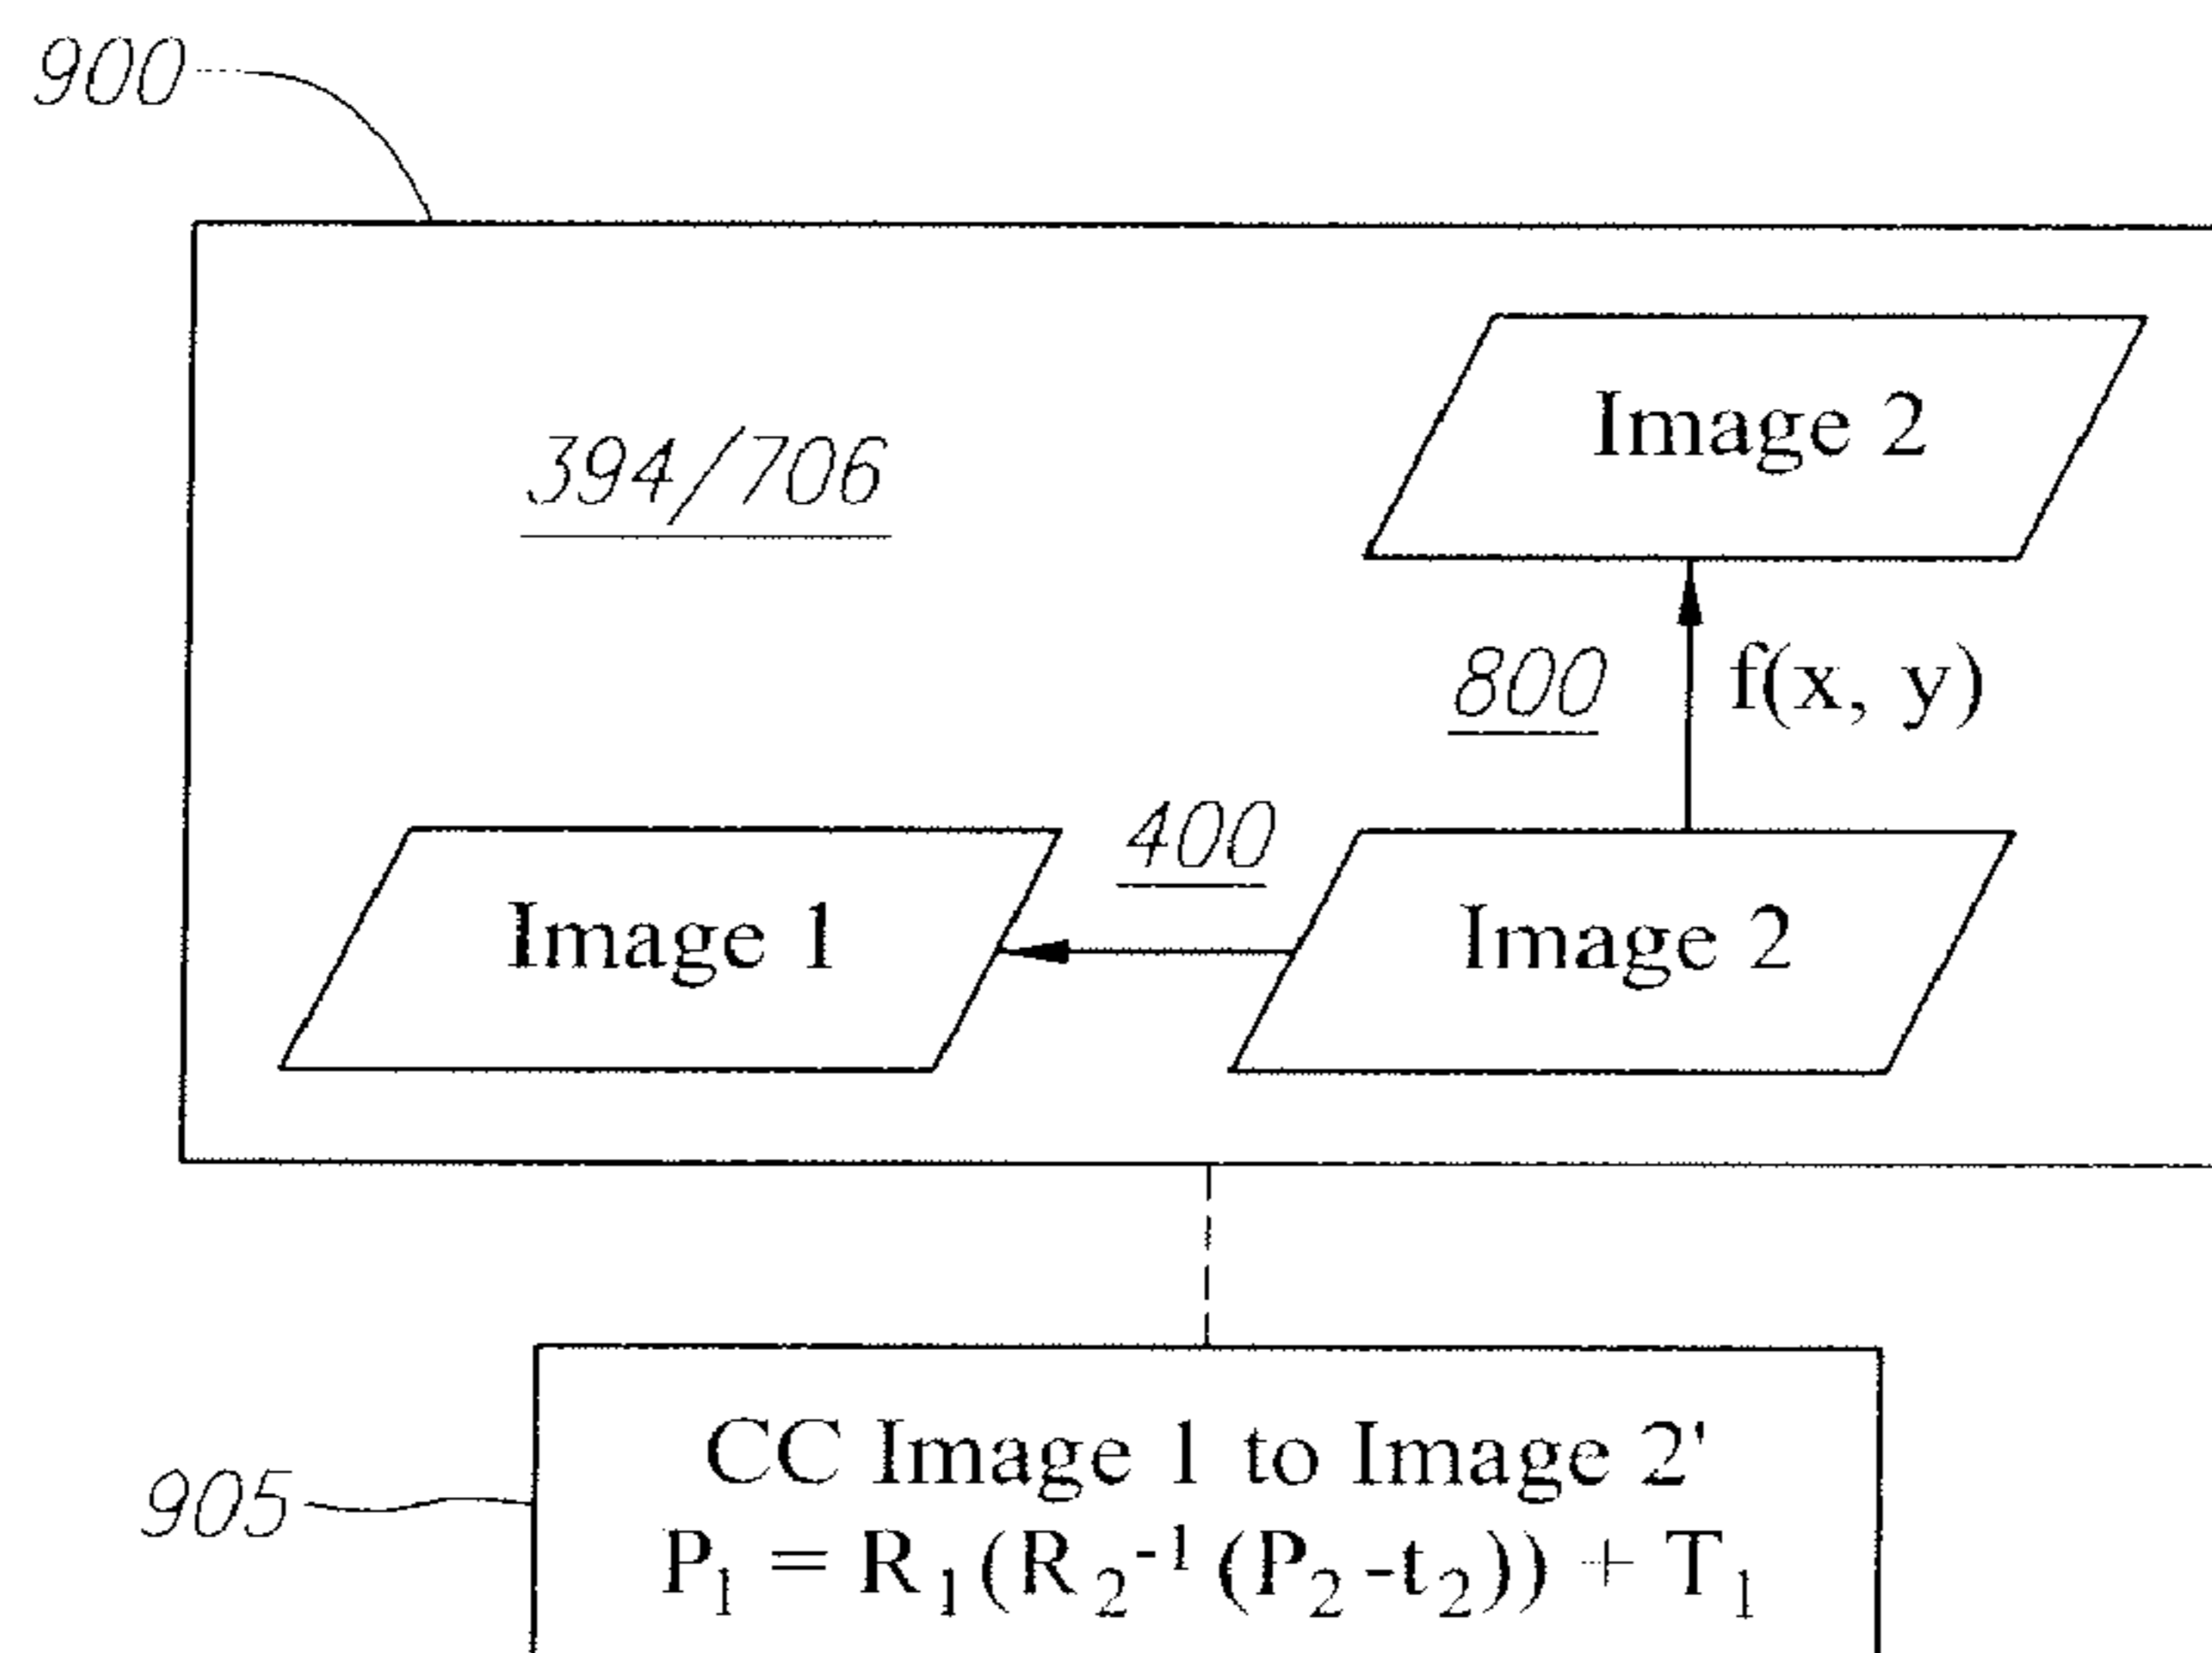 900
Image 2
394/706
800
f(x, y)
400
Image 1
Image 2
CC Image 1 to Image 2'
905
P₁ = R₁(R₂⁻¹(P₂-t₂)) + T₁